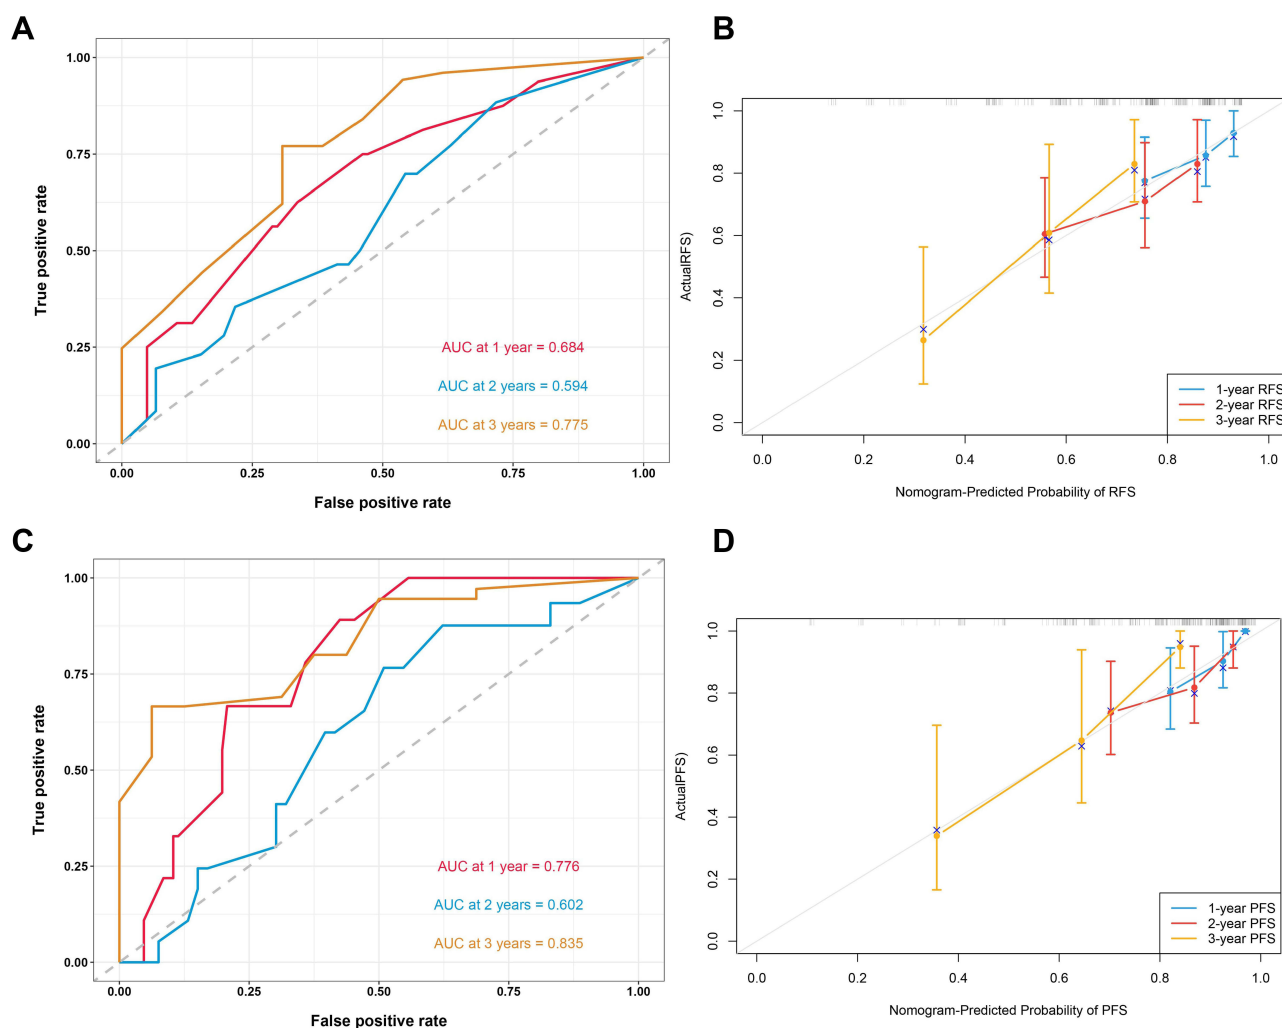 A
1.00
0.75
0.50
0.25
0.00
True positive rate
AUC at 1 year = 0.684
AUC at 2 years = 0.594
AUC at 3 years = 0.775
0.00 0.25 0.50 0.75 1.00
False positive rate
B
1.0
0.8
0.6
0.4
0.2
0.0
ActualRFS)
1-year RFS
2-year RFS
3-year RFS
0.0 0.2 0.4 0.6 0.8 1.0
Nomogram-Predicted Probability of RFS
C
1.00
0.75
0.50
0.25
0.00
True positive rate
AUC at 1 year = 0.776
AUC at 2 years = 0.602
AUC at 3 years = 0.835
0.00 0.25 0.50 0.75 1.00
False positive rate
D
1.0
0.8
0.6
0.4
0.2
0.0
ActualPFS)
1-year PFS
2-year PFS
3-year PFS
0.0 0.2 0.4 0.6 0.8 1.0
Nomogram-Predicted Probability of PFS